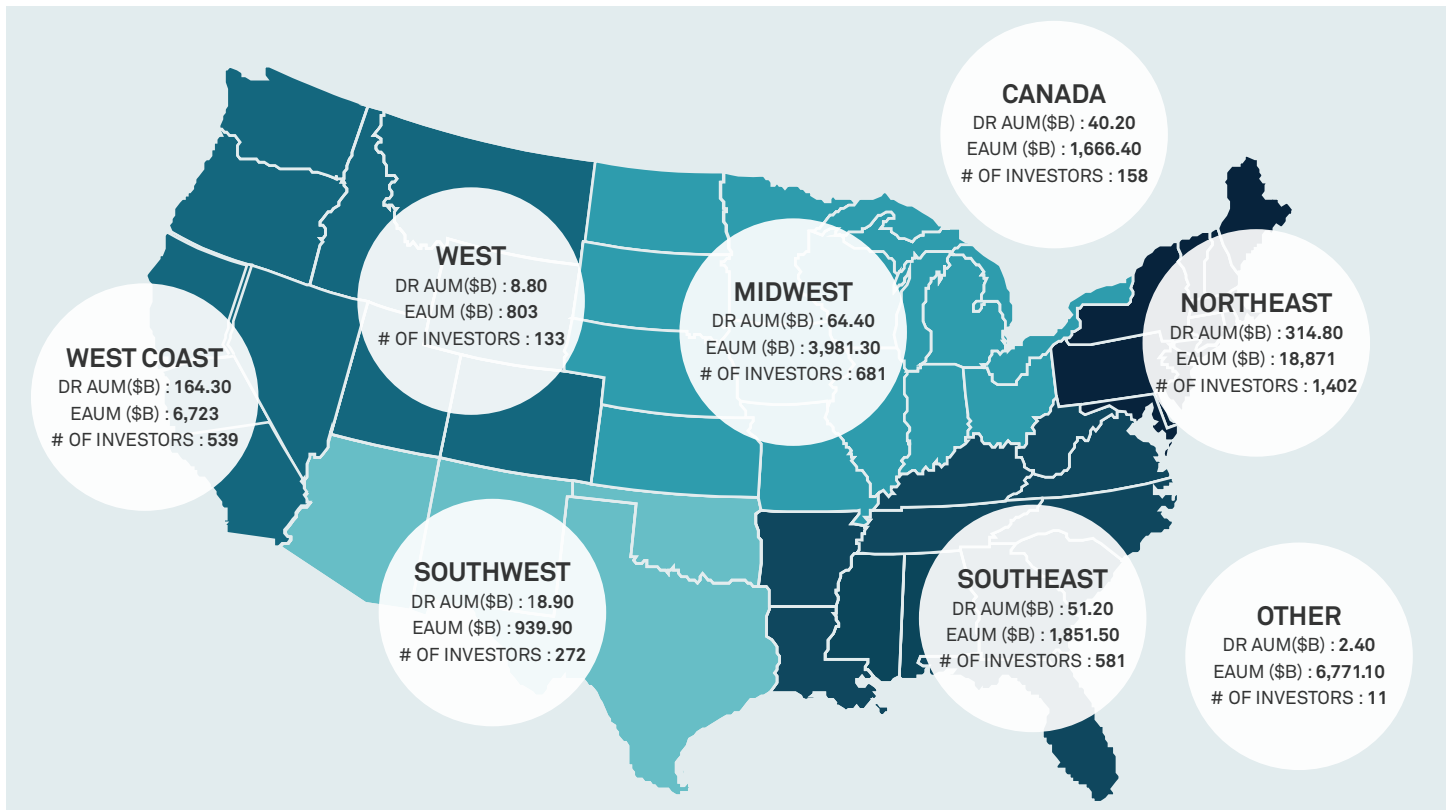 CANADA
DR AUM($B) : 40.20
EAUM ($B) : 1,666.40
# OF INVESTORS : 158
WEST
DR AUM($B) : 8.80
EAUM ($B) : 803
# OF INVESTORS : 133
MIDWEST
DR AUM($B) : 64.40
EAUM ($B) : 3,981.30
# OF INVESTORS : 681
NORTHEAST
DR AUM($B) : 314.80
EAUM ($B) : 18,871
# OF INVESTORS : 1,402
WEST COAST
DR AUM($B) : 164.30
EAUM ($B) : 6,723
# OF INVESTORS : 539
SOUTHWEST
DR AUM($B) : 18.90
EAUM ($B) : 939.90
# OF INVESTORS : 272
SOUTHEAST
DR AUM($B) : 51.20
EAUM ($B) : 1,851.50
# OF INVESTORS : 581
OTHER
DR AUM($B) : 2.40
EAUM ($B) : 6,771.10
# OF INVESTORS : 11